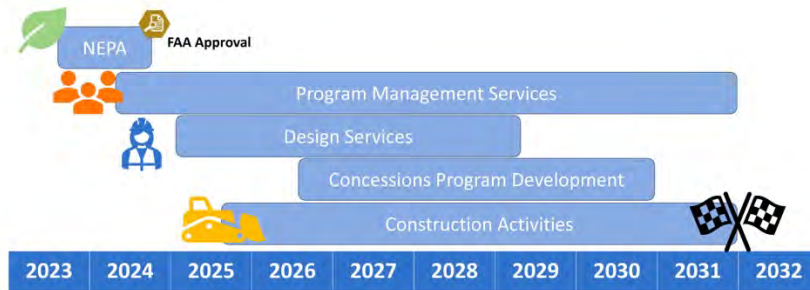 NEPA
FAA Approval
Program Management Services
Design Services
Concessions Program Development
Construction Activities
2023 2024 2025 2026 2027 2028 2029 2030 2031 2032